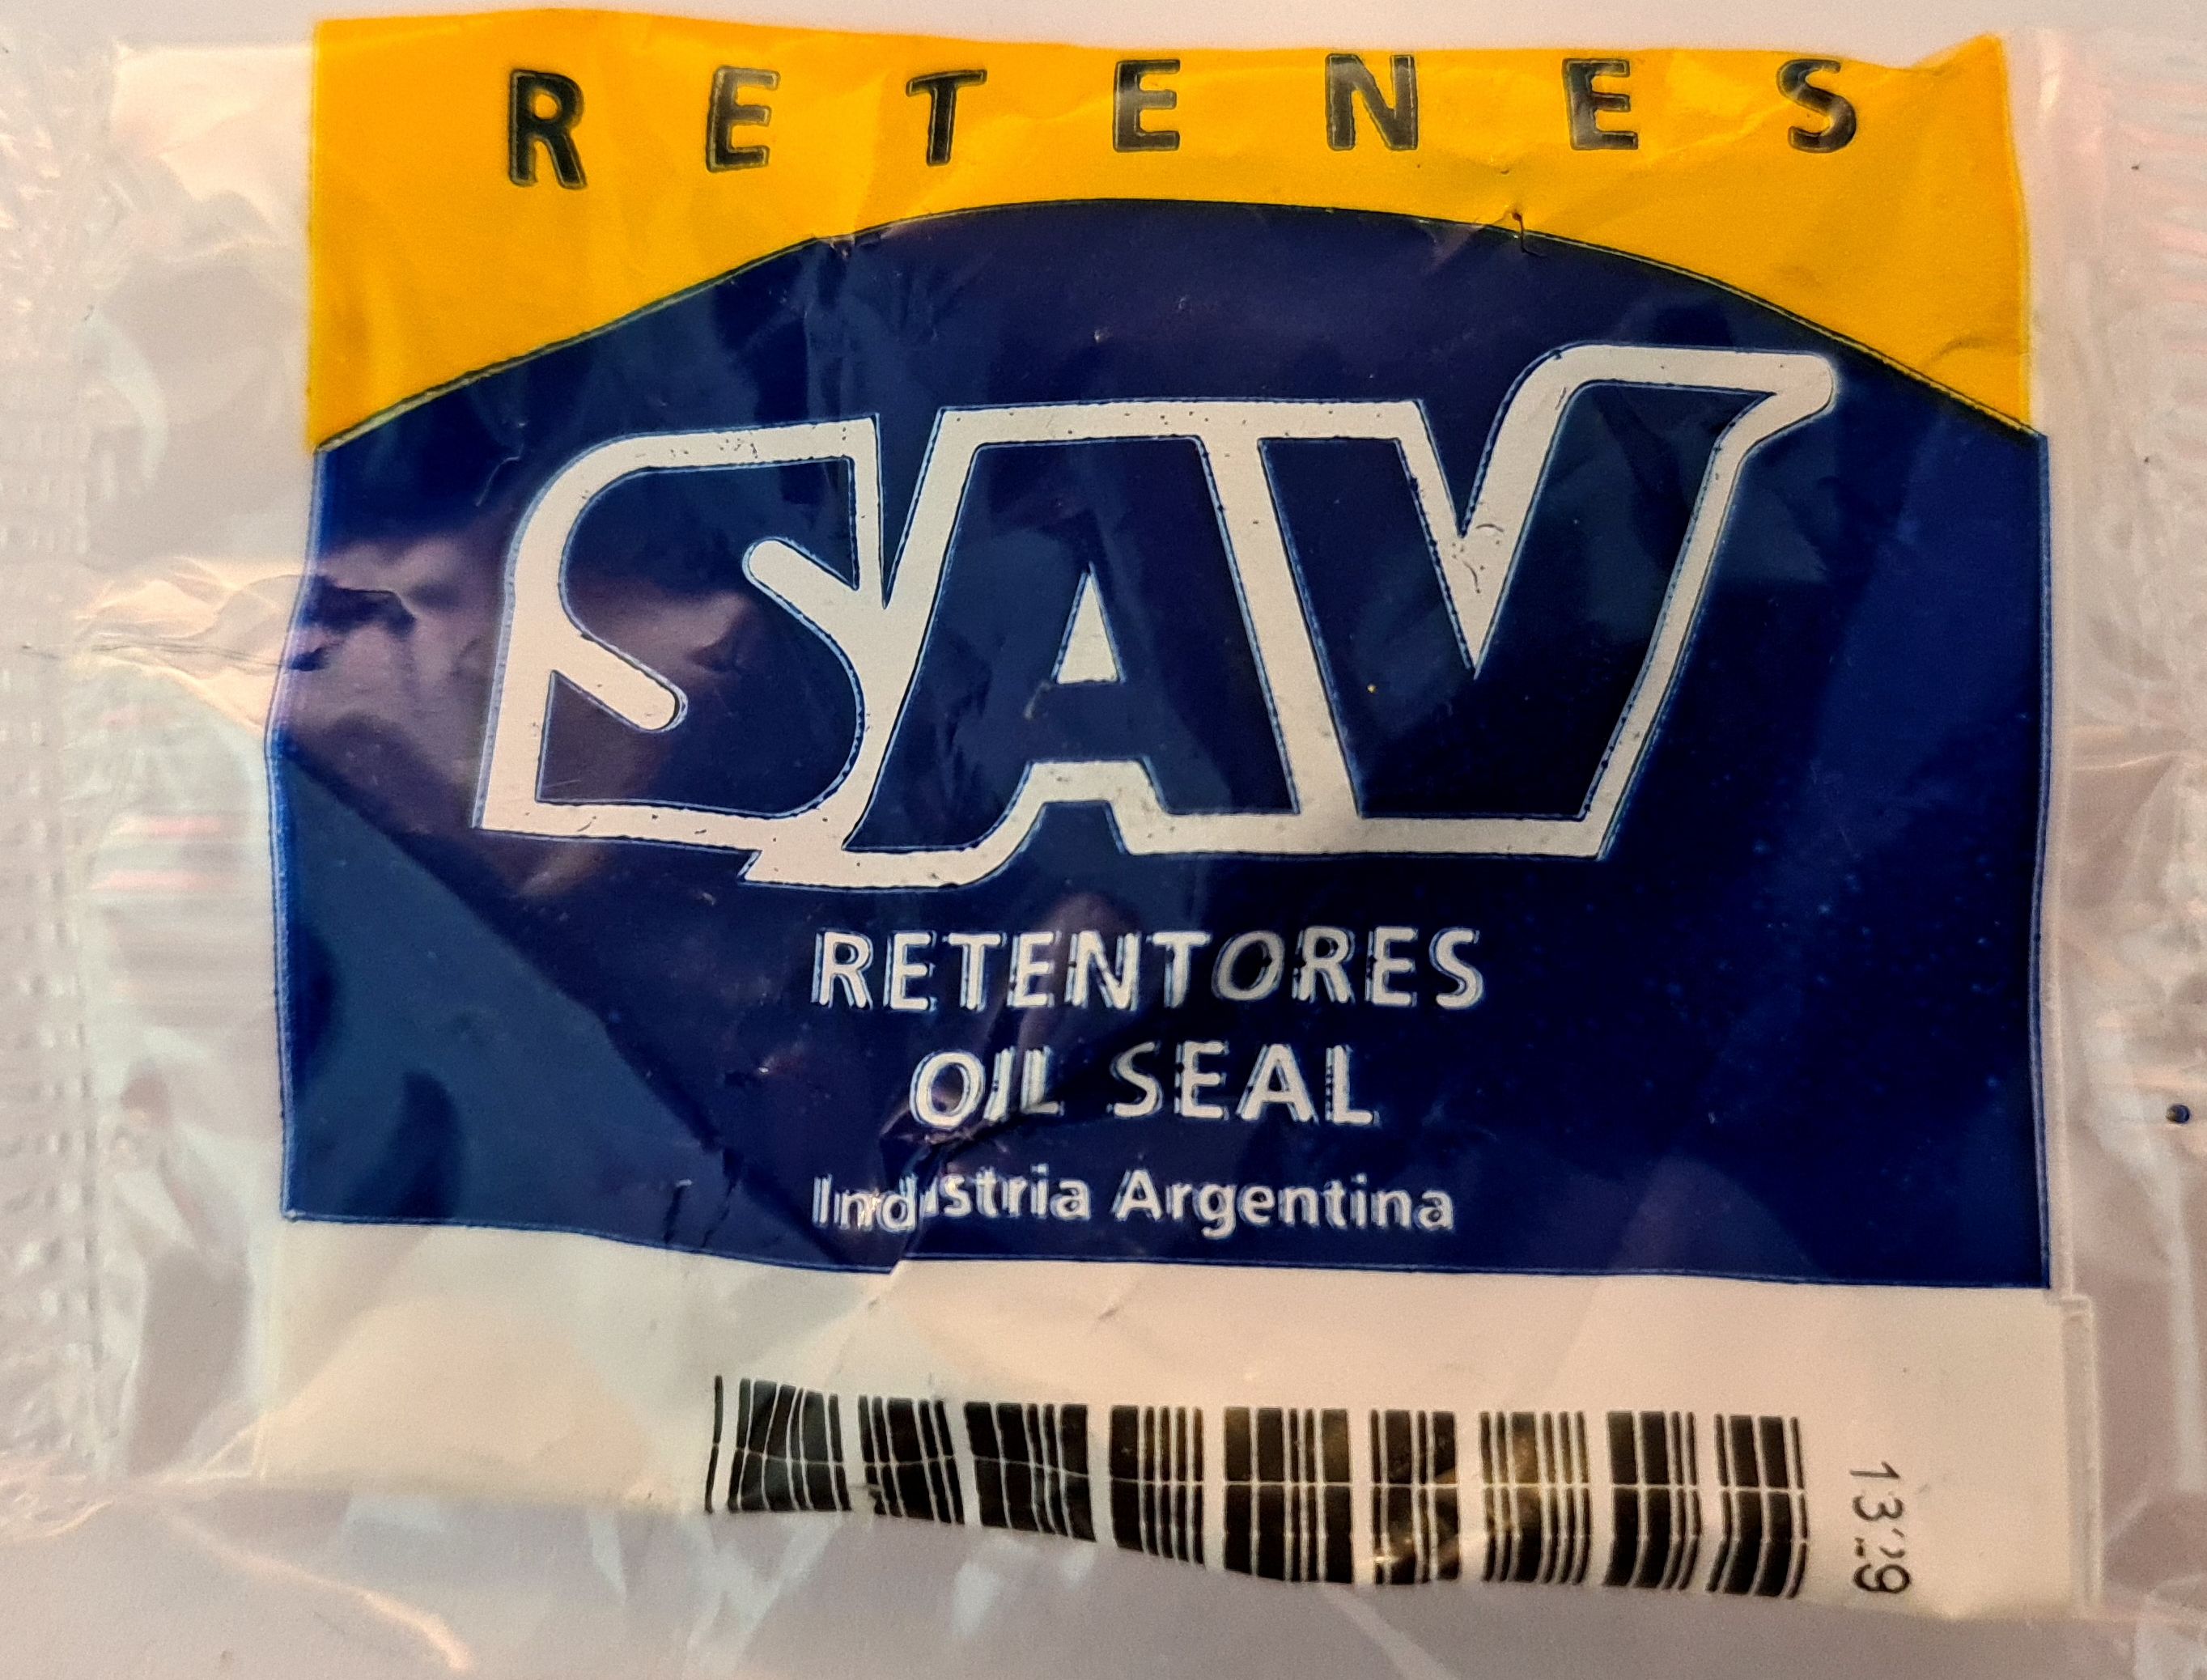 RETENES
SAV
RETENTORES
OIL SEAL
Industria Argentina